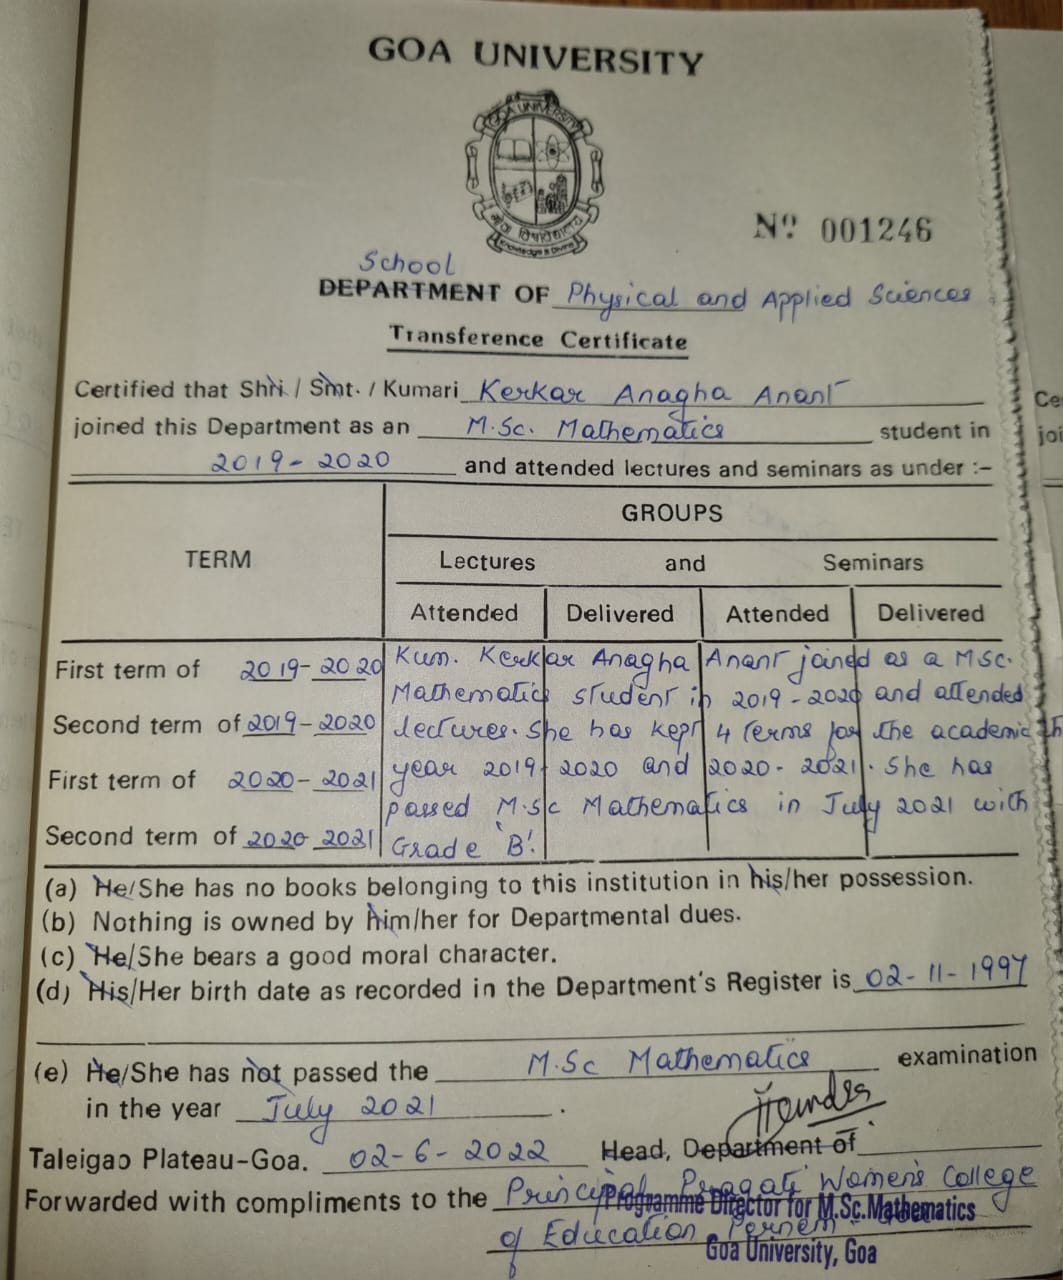 GOA UNIVERSITY
GOA UNIVERSITY
गोंय विद्यापीठ
Knowledge is Divine
Nº 001246
School
DEPARTMENT OF Physical and Applied Sciences
Transference Certificate
Certified that Shri / Smt. / Kumari Kerkar Anagha Anant
joined this Department as an M.Sc. Mathematics student in
2019-2020 and attended lectures and seminars as under :-
GROUPS
TERM
Lectures and Seminars
Attended Delivered Attended Delivered
First term of 2019-2020
Second term of 2019-2020
First term of 2020-2021
Second term of 2020 2021
Kum. Kerkar Anagha Anant joined as a M.Sc.
Mathematics student in 2019-2020 and attended
lectures. She has kept 4 terms for the academic
year 2019-2020 and 2020-2021. She has
passed M.Sc Mathematics in July 2021 with
Grade 'B'.
(a) He/She has no books belonging to this institution in his/her possession.
(b) Nothing is owned by him/her for Departmental dues.
(c) He/She bears a good moral character.
(d) His/Her birth date as recorded in the Department's Register is 02-11-1997
(e) He/She has not passed the M.Sc Mathematics examination
in the year July 2021.
Taleigao Plateau-Goa. 02-6-2022 Head, Department of
Forwarded with compliments to the Principal Pragati Women's College
Programme Director for M.Sc.Mathematics
of Education Pernem
Goa University, Goa